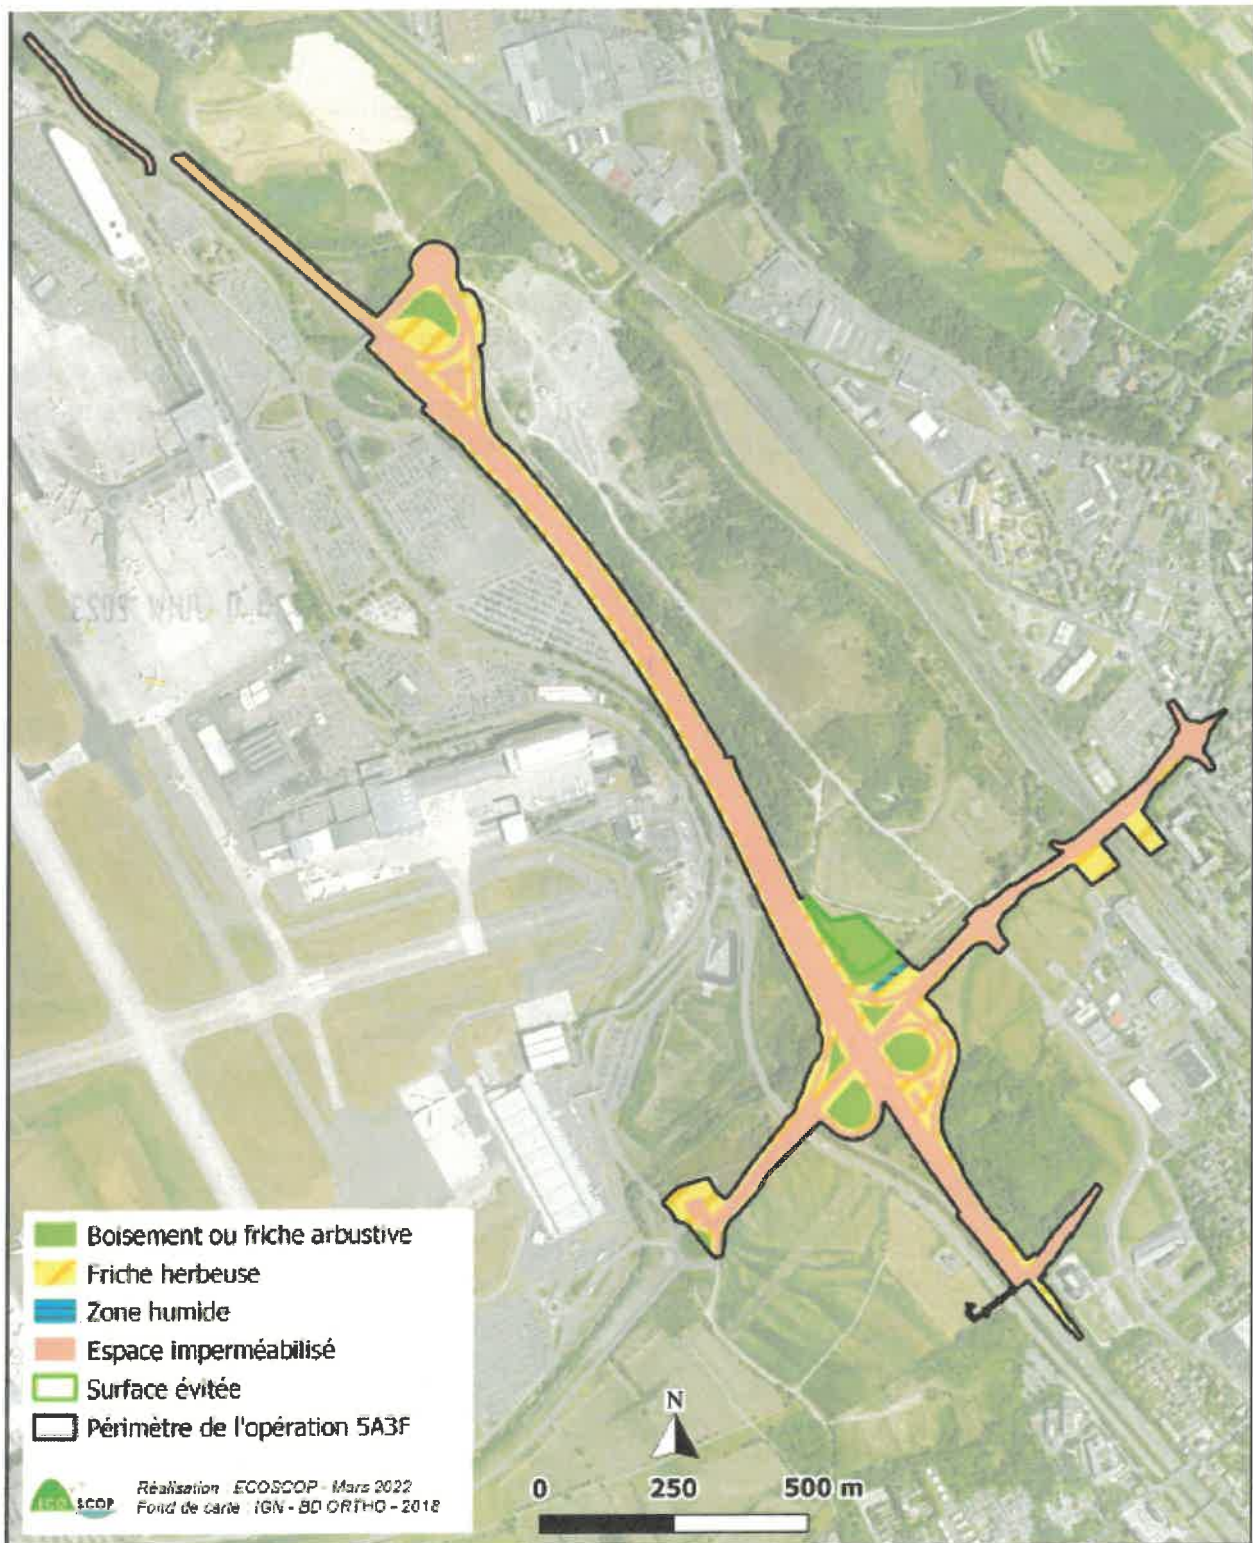 Boisement ou friche arbustive
Friche herbeuse
Zone humide
Espace imperméabilisé
Surface évitée
Périmètre de l'opération 5A3F
Réalisation : ECOSCOP - Mars 2022
Fond de carte : IGN - BD ORTHO - 2018
SCOP
N
0 250 500 m